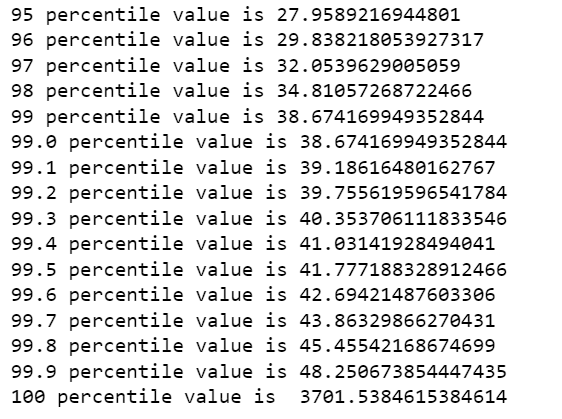 95 percentile value is 27.9589216944801
96 percentile value is 29.838218053927317
97 percentile value is 32.0539629005059
98 percentile value is 34.81057268722466
99 percentile value is 38.674169949352844
99.0 percentile value is 38.674169949352844
99.1 percentile value is 39.18616480162767
99.2 percentile value is 39.755619596541784
99.3 percentile value is 40.353706111833546
99.4 percentile value is 41.03141928494041
99.5 percentile value is 41.777188328912466
99.6 percentile value is 42.69421487603306
99.7 percentile value is 43.86329866270431
99.8 percentile value is 45.45542168674699
99.9 percentile value is 48.250673854447435
100 percentile value is  3701.5384615384614